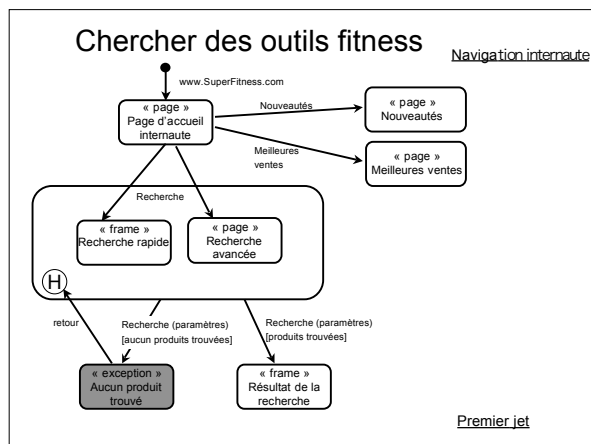 Chercher des outils fitness
Navigation internaute
www.SuperFitness.com
« page »
Page d'accueil
internaute
Nouveautés
« page »
Nouveautés
Meilleures
ventes
« page »
Meilleures ventes
Recherche
« frame »
Recherche rapide
« page »
Recherche
avancée
H
retour
Recherche (paramètres)
[aucun produits trouvées]
Recherche (paramètres)
[produits trouvées]
« exception »
Aucun produit
trouvé
« frame »
Résultat de la
recherche
Premier jet